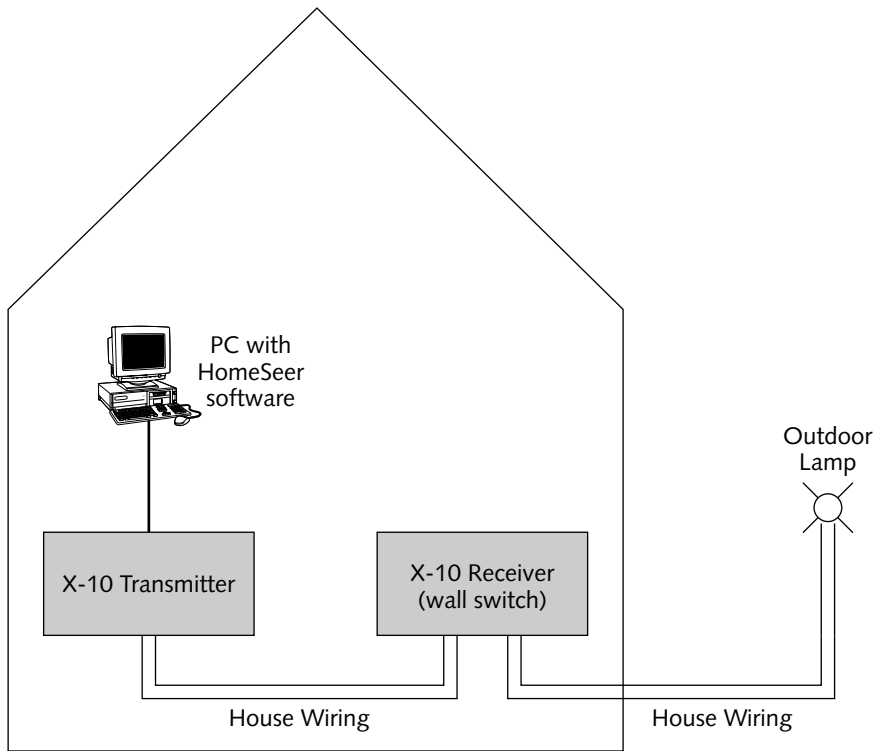 PC with
HomeSeer
software
Outdoor
Lamp
X-10 Transmitter
X-10 Receiver
(wall switch)
House Wiring
House Wiring